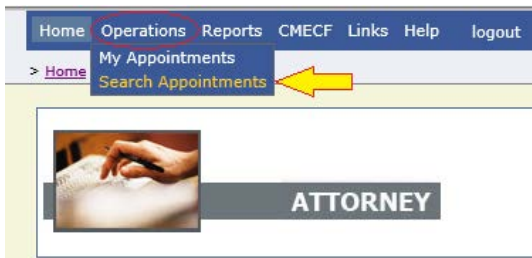 Home Operations Reports CMECF Links Help logout
My Appointments
> Home
Search Appointments
ATTORNEY